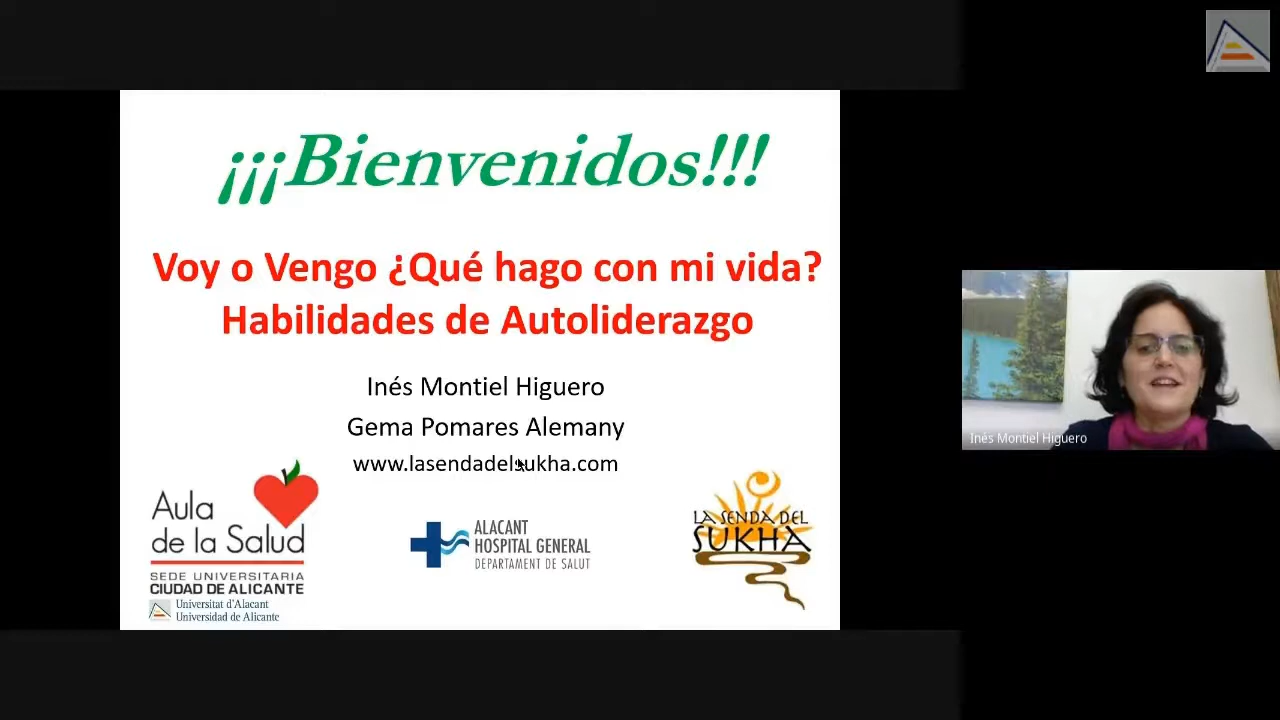 ¡¡¡Bienvenidos!!!
Voy o Vengo ¿Qué hago con mi vida?
Habilidades de Autoliderazgo
Inés Montiel Higuero
Gema Pomares Alemany
www.lasendadelsukha.com
Aula
de la Salud
SEDE UNIVERSITARIA
CIUDAD DE ALICANTE
Universitat d'Alacant
Universidad de Alicante
ALACANT
HOSPITAL GENERAL
DEPARTAMENT DE SALUT
LA SENDA DEL
SUKHA
Inés Montiel Higuero